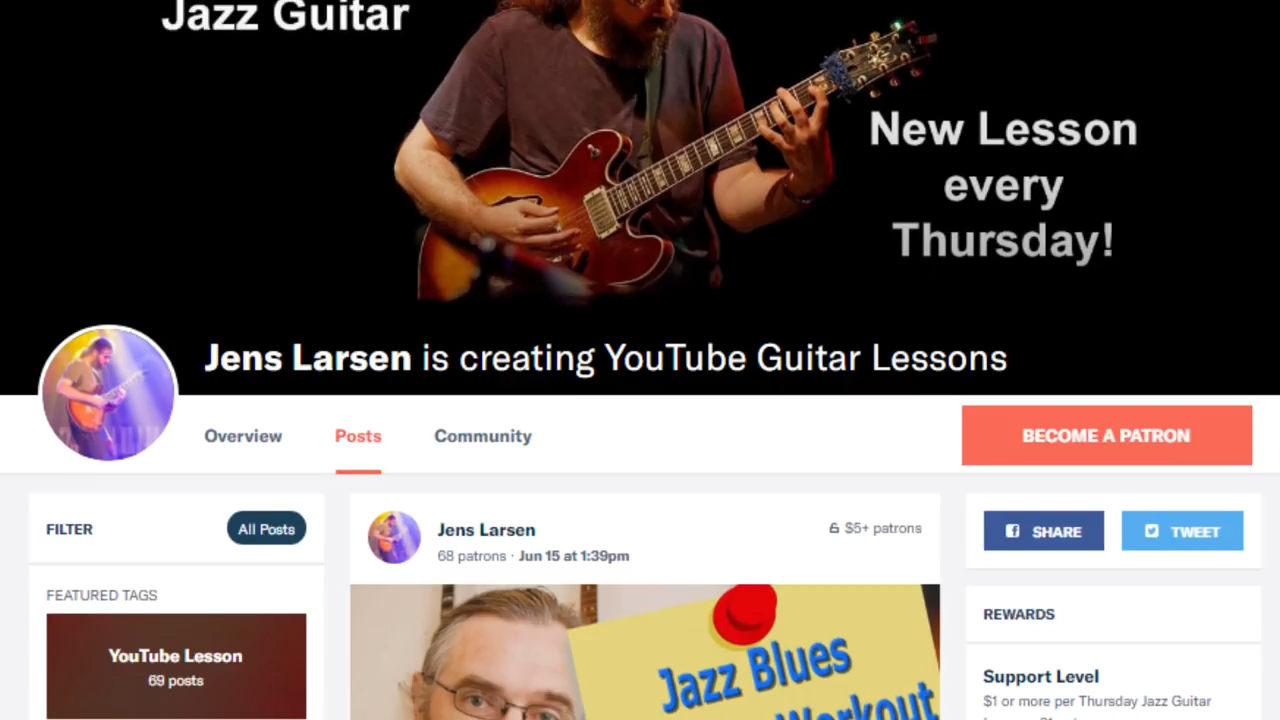 Jazz Guitar
New Lesson
every
Thursday!
Jens Larsen is creating YouTube Guitar Lessons
Overview
Posts
Community
BECOME A PATRON
FILTER
All Posts
FEATURED TAGS
YouTube Lesson
69 posts
Jens Larsen
$5+ patrons
68 patrons · Jun 15 at 1:39pm
Jazz Blues
Workout
SHARE
TWEET
REWARDS
Support Level
$1 or more per Thursday Jazz Guitar